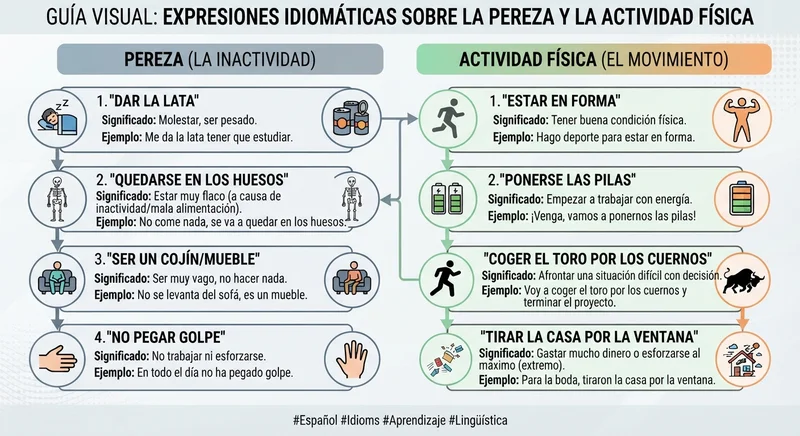 GUÍA VISUAL: EXPRESIONES IDIOMÁTICAS SOBRE LA PEREZA Y LA ACTIVIDAD FÍSICA
PEREZA (LA INACTIVIDAD)
zzz
1. "DAR LA LATA"
Significado: Molestar, ser pesado.
Ejemplo: Me da la lata tener que estudiar.
2. "QUEDARSE EN LOS HUESOS"
Significado: Estar muy flaco (a causa de
inactividad/mala alimentación).
Ejemplo: No come nada, se va a quedar en los huesos.
3. "SER UN COJÍN/MUEBLE"
Significado: Ser muy vago, no hacer nada.
Ejemplo: No se levanta del sofá, es un mueble.
4. "NO PEGAR GOLPE"
Significado: No trabajar ni esforzarse.
Ejemplo: En todo el día no ha pegado golpe.
ACTIVIDAD FÍSICA (EL MOVIMIENTO)
1. "ESTAR EN FORMA"
Significado: Tener buena condición física.
Ejemplo: Hago deporte para estar en forma.
2. "PONERSE LAS PILAS"
Significado: Empezar a trabajar con energía.
Ejemplo: ¡Venga, vamos a ponernos las pilas!
"COGER EL TORO POR LOS CUERNOS"
Significado: Afrontar una situación difícil con decisión.
Ejemplo: Voy a coger el toro por los cuernos y
terminar el proyecto.
"TIRAR LA CASA POR LA VENTANA"
Significado: Gastar mucho dinero o esforzarse al
máximo (extremo).
Ejemplo: Para la boda, tiraron la casa por la ventana.
#Español #Idioms #Aprendizaje #Lingüística